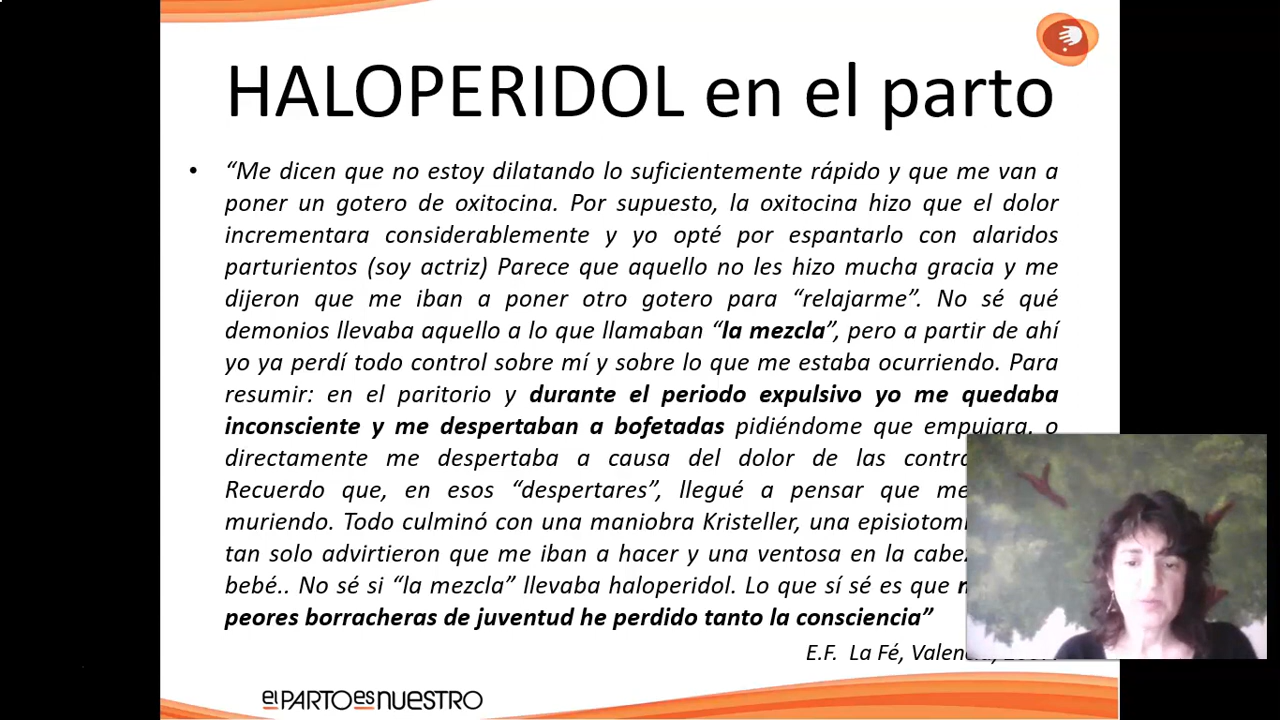 HALOPERIDOL en el parto
• “Me dicen que no estoy dilatando lo suficientemente rápido y que me van a
poner un gotero de oxitocina. Por supuesto, la oxitocina hizo que el dolor
incrementara considerablemente y yo opté por espantarlo con alaridos
parturientos (soy actriz) Parece que aquello no les hizo mucha gracia y me
dijeron que me iban a poner otro gotero para “relajarme”. No sé qué
demonios llevaba aquello a lo que llamaban “la mezcla”, pero a partir de ahí
yo ya perdí todo control sobre mí y sobre lo que me estaba ocurriendo. Para
resumir: en el paritorio y durante el periodo expulsivo yo me quedaba
inconsciente y me despertaban a bofetadas pidiéndome que empujara, o
directamente me despertaba a causa del dolor de las
Recuerdo que, en esos “despertares”, llegué a pensar que
muriendo. Todo culminó con una maniobra Kristeller, una
tan solo advirtieron que me iban a hacer y una ventosa en la
bebé.. No sé si “la mezcla” llevaba haloperidol. Lo que sí sé es que
peores borracheras de juventud he perdido tanto la consciencia”
E.F. La Fé,
el PARTO es NUESTRO